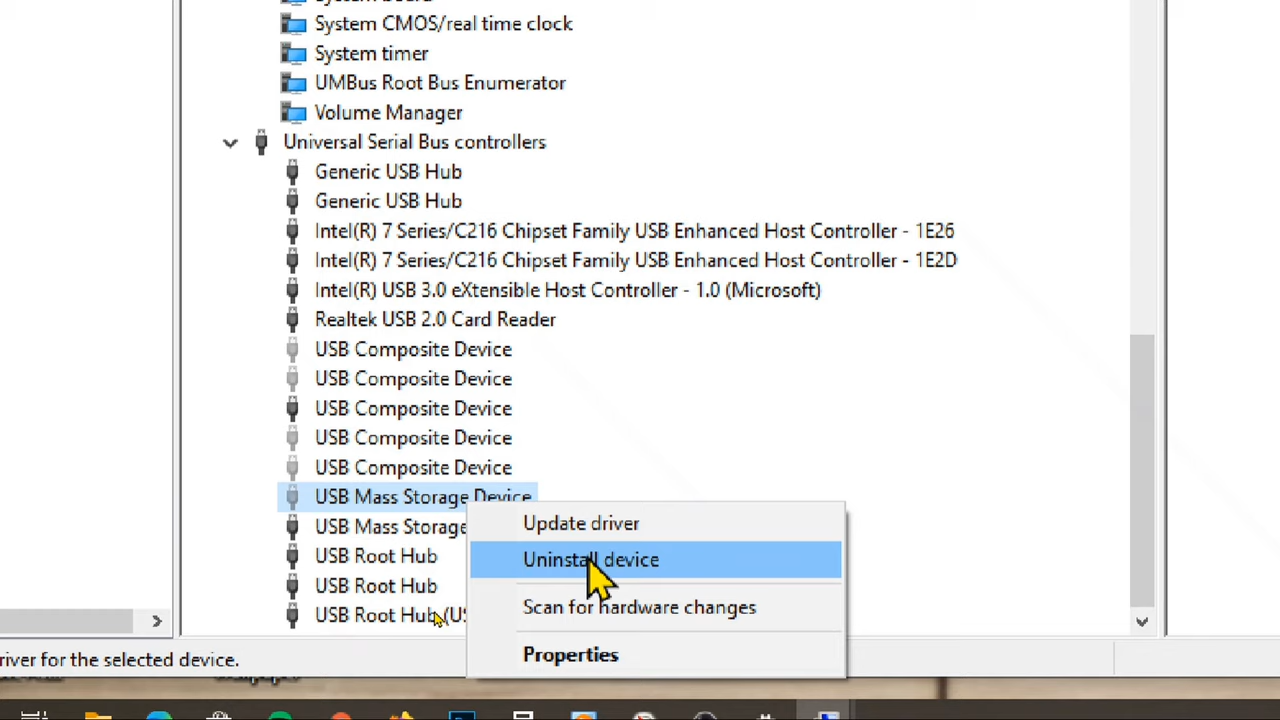 System CMOS/real time clock
System timer
UMBus Root Bus Enumerator
Volume Manager
Universal Serial Bus controllers
Generic USB Hub
Generic USB Hub
Intel(R) 7 Series/C216 Chipset Family USB Enhanced Host Controller - 1E26
Intel(R) 7 Series/C216 Chipset Family USB Enhanced Host Controller - 1E2D
Intel(R) USB 3.0 eXtensible Host Controller - 1.0 (Microsoft)
Realtek USB 2.0 Card Reader
USB Composite Device
USB Composite Device
USB Composite Device
USB Composite Device
USB Composite Device
USB Mass Storage Device
USB Mass Storage
USB Root Hub
USB Root Hub
USB Root Hub (US
Update driver
Uninstall device
Scan for hardware changes
Properties
river for the selected device.